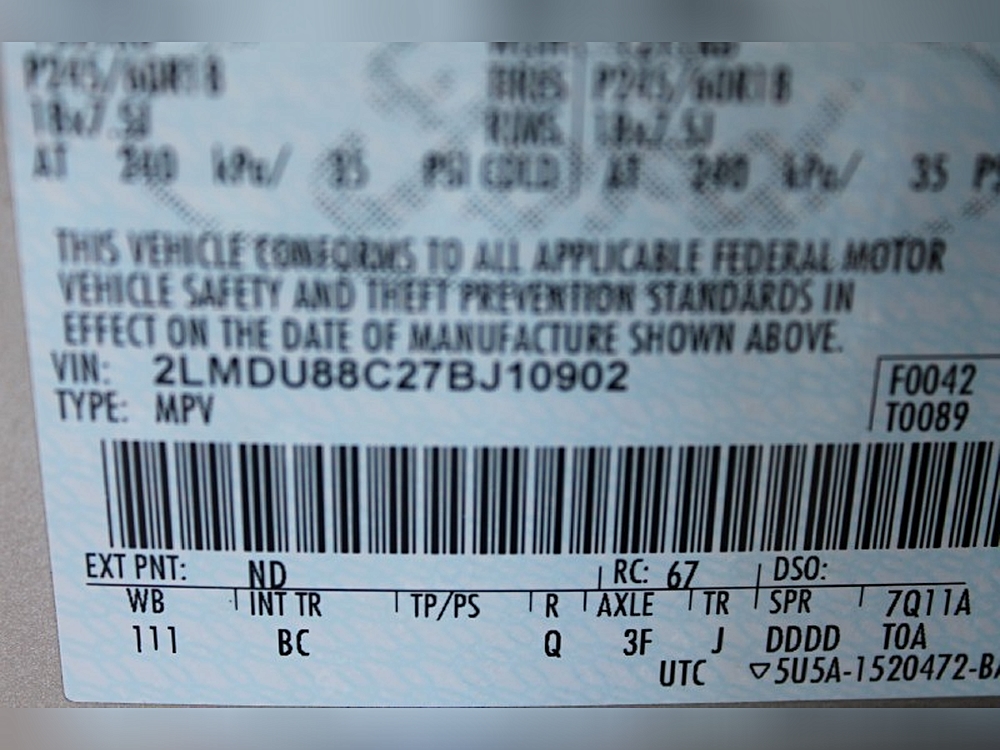 P245/60R18 TIRES P245/60R18
18x7.5J RIMS 18x7.5J
AT 240 kPa/ 35 PSI COLD AT 240 kPa/ 35 PS
THIS VEHICLE CONFORMS TO ALL APPLICABLE FEDERAL MOTOR
VEHICLE SAFETY AND THEFT PREVENTION STANDARDS IN
EFFECT ON THE DATE OF MANUFACTURE SHOWN ABOVE.
VIN: 2LMDU88C27BJ10902 F0042
TYPE: MPV T0089
EXT PNT: ND RC: 67 DSO:
WB INT TR TP/PS R AXLE TR SPR 7Q11A
111 BC Q 3F J DDDD TOA
UTC ▽5U5A-1520472-BA